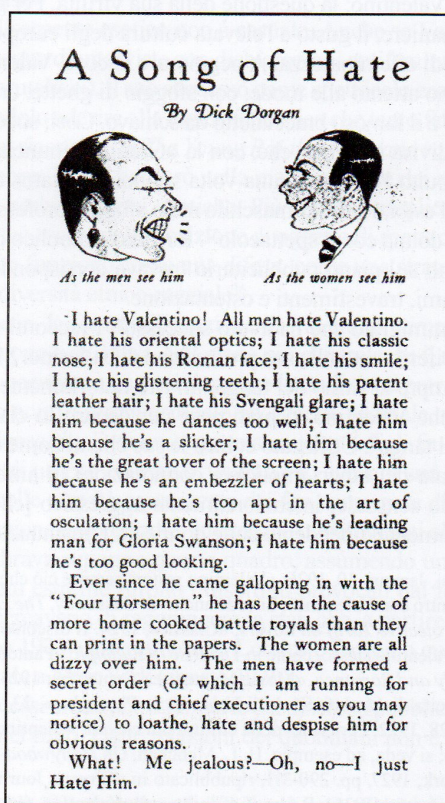 A Song of Hate
By Dick Dorgan
As the men see him
As the women see him
I hate Valentino! All men hate Valentino.
I hate his oriental optics; I hate his classic
nose; I hate his Roman face; I hate his smile;
I hate his glistening teeth; I hate his patent
leather hair; I hate his Svengali glare; I hate
him because he dances too well; I hate him
because he's a slicker; I hate him because
he's the great lover of the screen; I hate him
because he's an embezzler of hearts; I hate
him because he's too apt in the art of
osculation; I hate him because he's leading
man for Gloria Swanson; I hate him because
he's too good looking.
Ever since he came galloping in with the
"Four Horsemen" he has been the cause of
more home cooked battle royals than they
can print in the papers. The women are all
dizzy over him. The men have formed a
secret order (of which I am running for
president and chief executioner as you may
notice) to loathe, hate and despise him for
obvious reasons.
What! Me jealous?—Oh, no—I just
Hate Him.